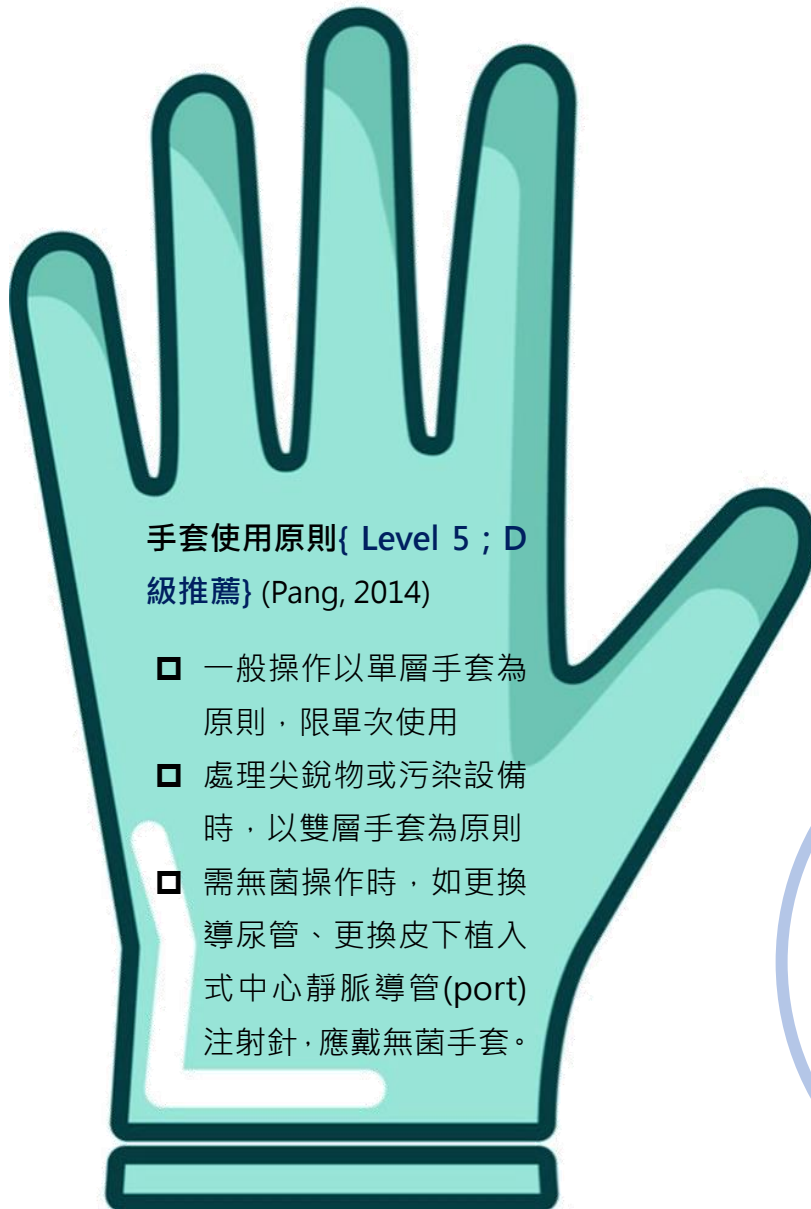 手套使用原則{ Level 5；D
級推薦} (Pang, 2014)
一般操作以單層手套為
原則，限單次使用
處理尖銳物或污染設備
時，以雙層手套為原則
需無菌操作時，如更換
導尿管、更換皮下植入
式中心靜脈導管(port)
注射針，應戴無菌手套。